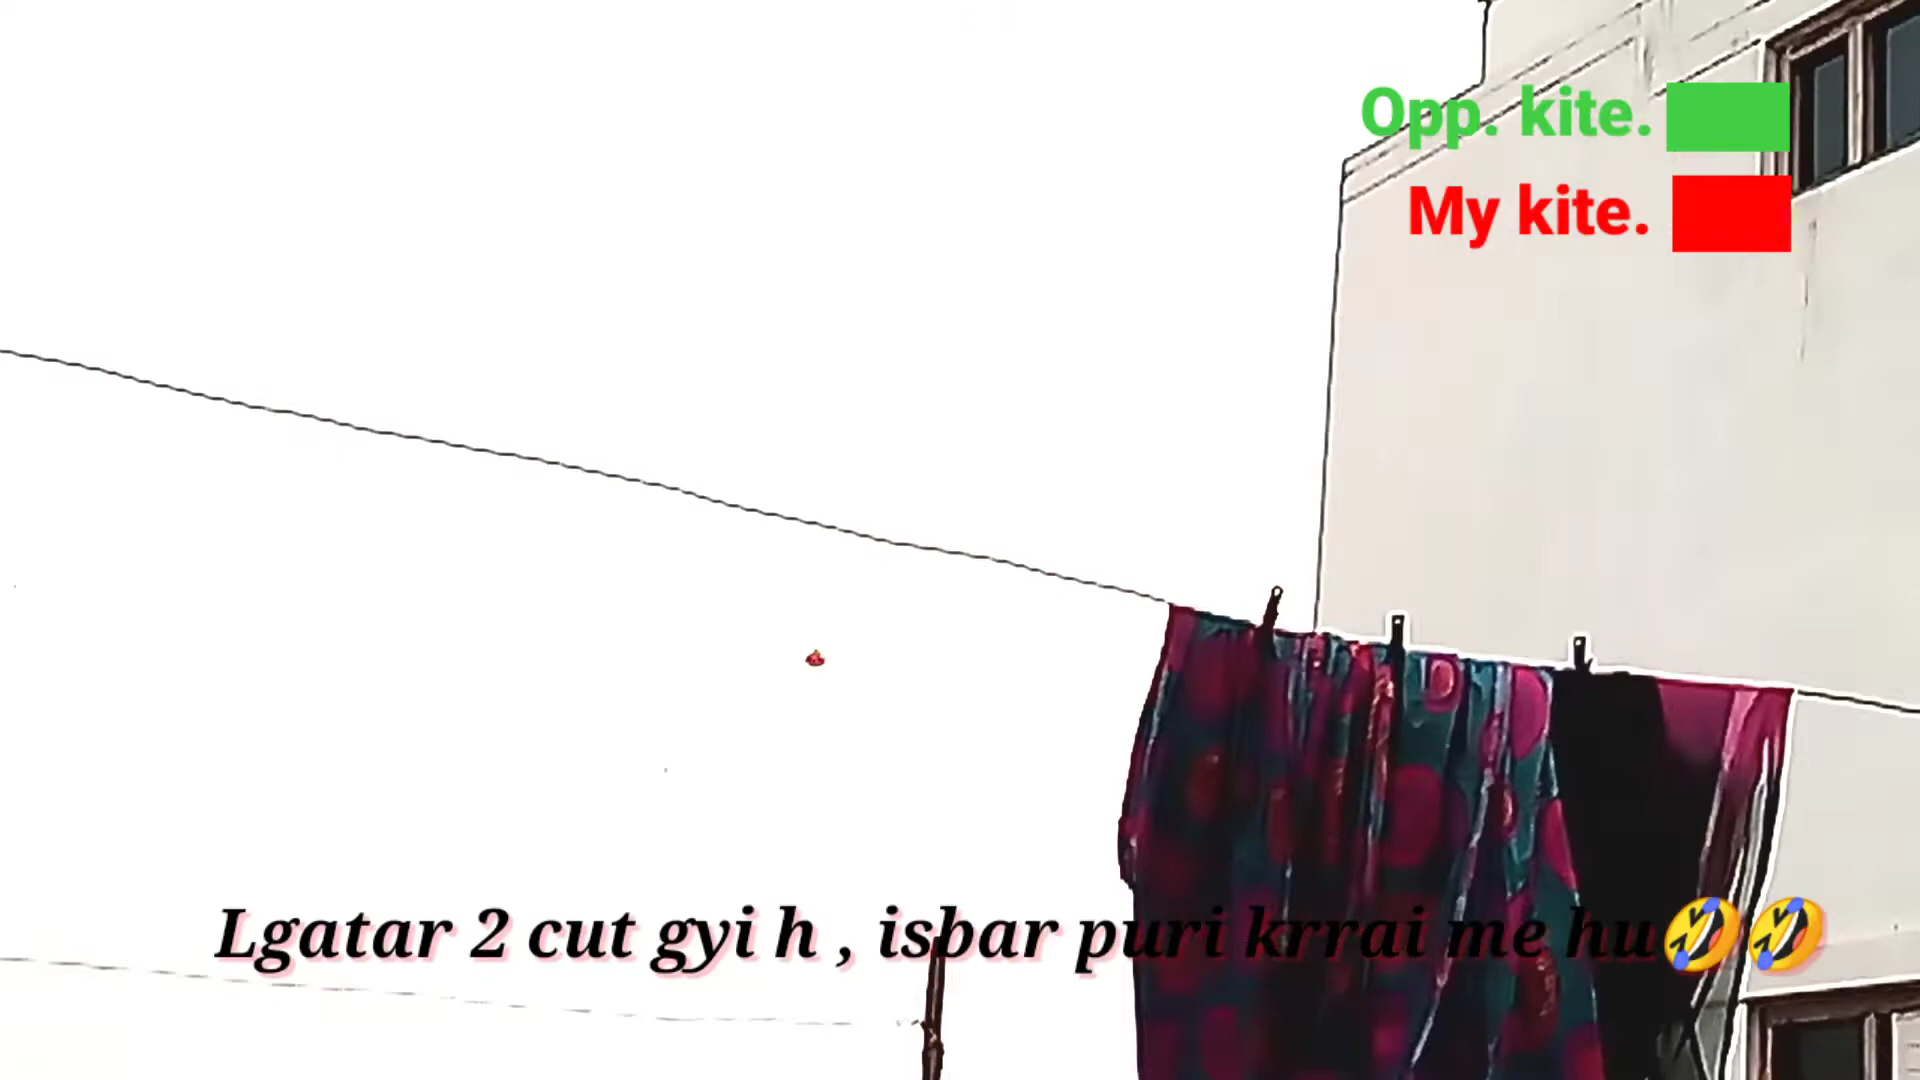 Opp. kite.
My kite.
Lgatar 2 cut gyi h , isbar puri krrai me hu🤣🤣